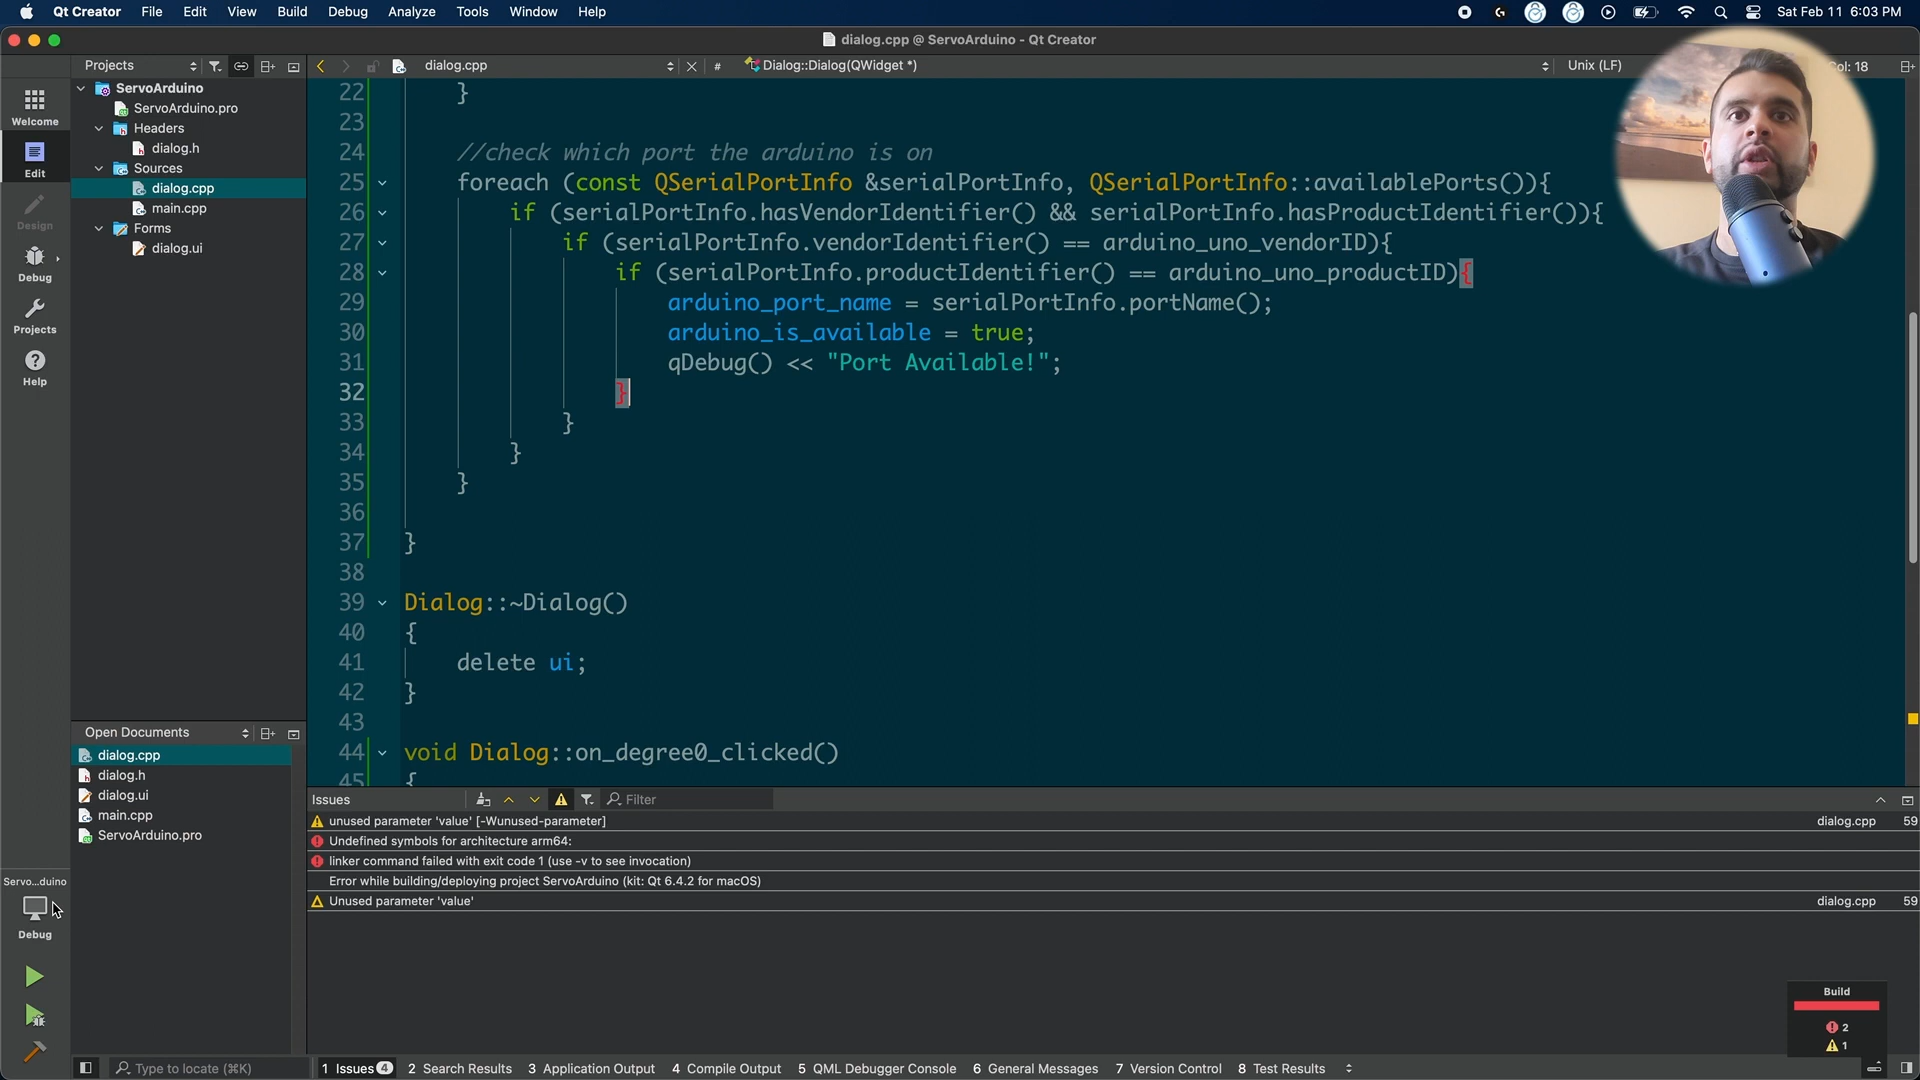 Qt Creator File Edit View Build Debug Analyze Tools Window Help Sat Feb 11 6:03 PM
dialog.cpp @ ServoArduino - Qt Creator
Projects dialog.cpp # Dialog::Dialog(QWidget *) Unix (LF) Col: 18
Welcome
Edit
Design
Debug
Projects
Help
ServoArduino
ServoArduino.pro
Headers
dialog.h
Sources
dialog.cpp
main.cpp
Forms
dialog.ui
22 }
23
24 //check which port the arduino is on
25 foreach (const QSerialPortInfo &serialPortInfo, QSerialPortInfo::availablePorts()){
26 if (serialPortInfo.hasVendorIdentifier() && serialPortInfo.hasProductIdentifier()){
27 if (serialPortInfo.vendorIdentifier() == arduino_uno_vendorID){
28 if (serialPortInfo.productIdentifier() == arduino_uno_productID){
29 arduino_port_name = serialPortInfo.portName();
30 arduino_is_available = true;
31 qDebug() << "Port Available!";
32 }
33 }
34 }
35 }
36
37 }
38
39 Dialog::~Dialog()
40 {
41 delete ui;
42 }
43
44 void Dialog::on_degree0_clicked()
45 {
Open Documents
dialog.cpp
dialog.h
dialog.ui
main.cpp
ServoArduino.pro
Servo...duino
Debug
Issues Filter
unused parameter 'value' [-Wunused-parameter] dialog.cpp 59
Undefined symbols for architecture arm64:
linker command failed with exit code 1 (use -v to see invocation)
Error while building/deploying project ServoArduino (kit: Qt 6.4.2 for macOS)
Unused parameter 'value' dialog.cpp 59
Build
2
1
Type to locate (⌘K) 1 Issues 4 2 Search Results 3 Application Output 4 Compile Output 5 QML Debugger Console 6 General Messages 7 Version Control 8 Test Results